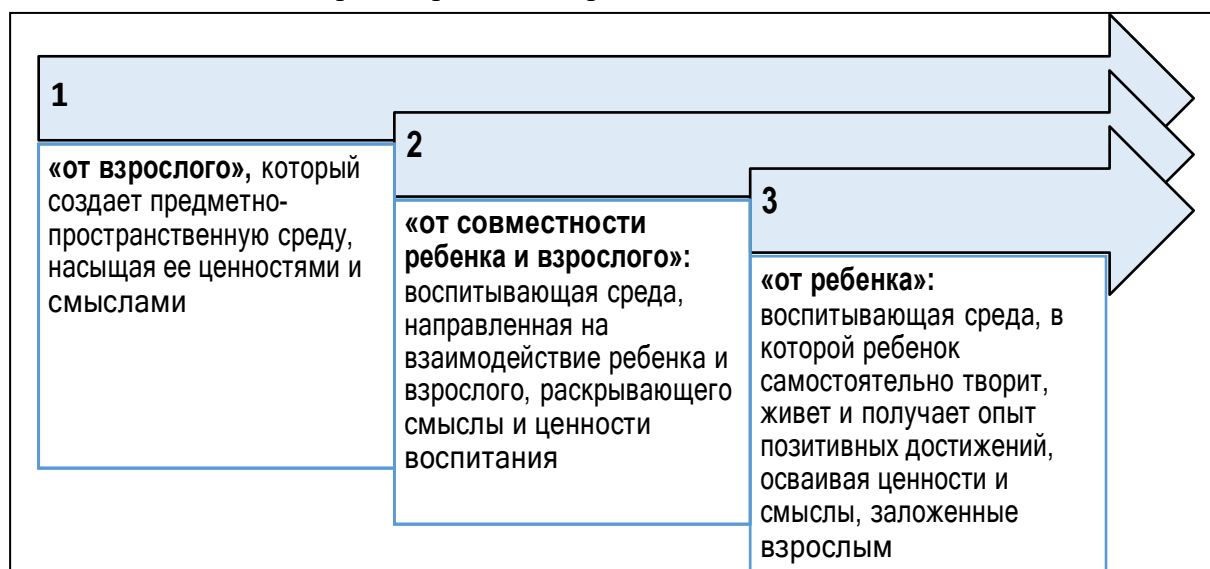 1
«от взрослого», который
создает предметно-
пространственную среду,
насыщая ее ценностями и
смыслами
2
«от совместности
ребенка и взрослого»:
воспитывающая среда,
направленная на
взаимодействие ребенка и
взрослого, раскрывающего
смыслы и ценности
воспитания
3
«от ребенка»:
воспитывающая среда, в
которой ребенок
самостоятельно творит,
живет и получает опыт
позитивных достижений,
осваивая ценности и
смыслы, заложенные
взрослым